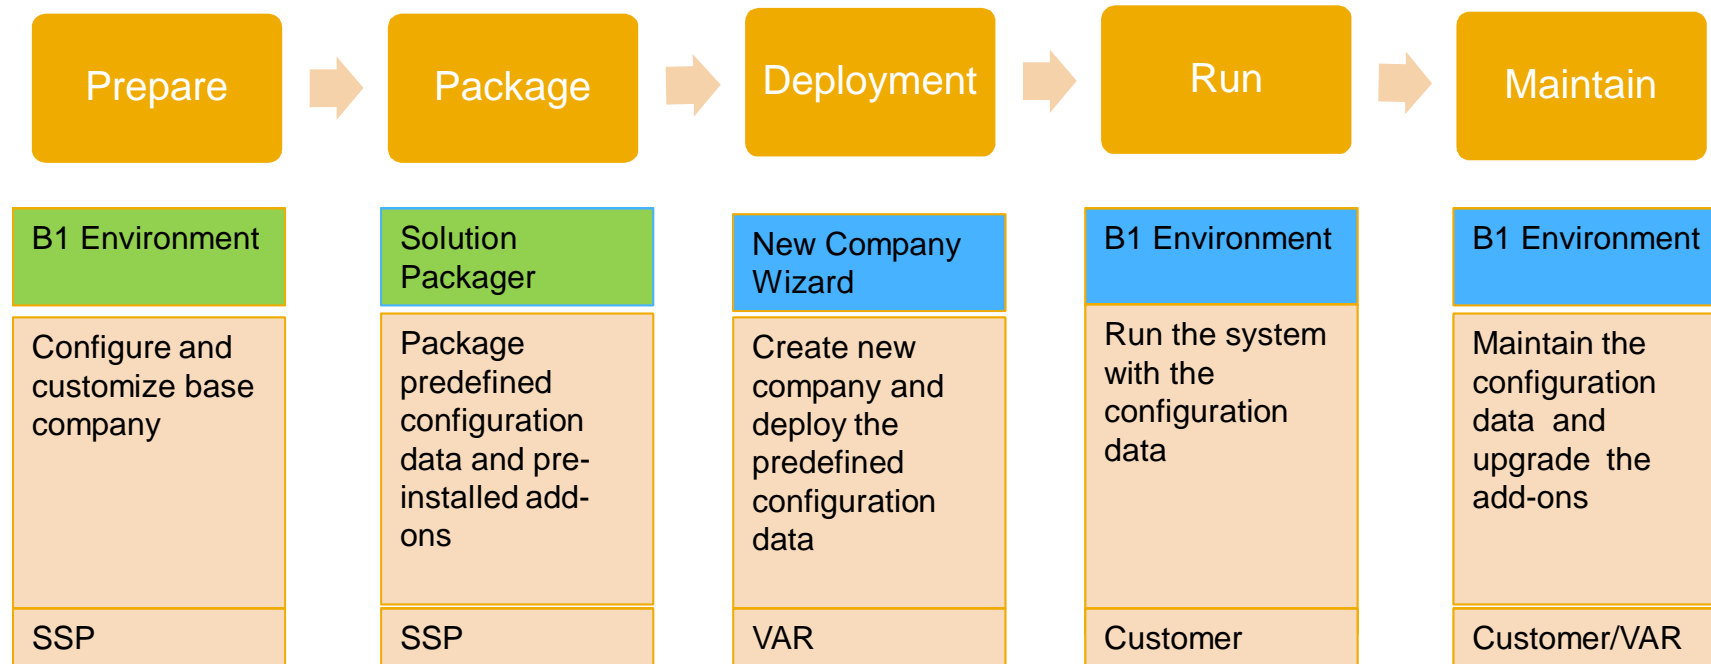 Prepare
Package
Deployment
Run
Maintain
B1 Environment
Configure and
customize base
company
SSP
Solution
Packager
Package
predefined
configuration
data and pre-
installed add-
ons
SSP
New Company
Wizard
Create new
company and
deploy the
predefined
configuration
data
VAR
B1 Environment
Run the system
with the
configuration
data
Customer
B1 Environment
Maintain the
configuration
data and
upgrade the
add-ons
Customer/VAR